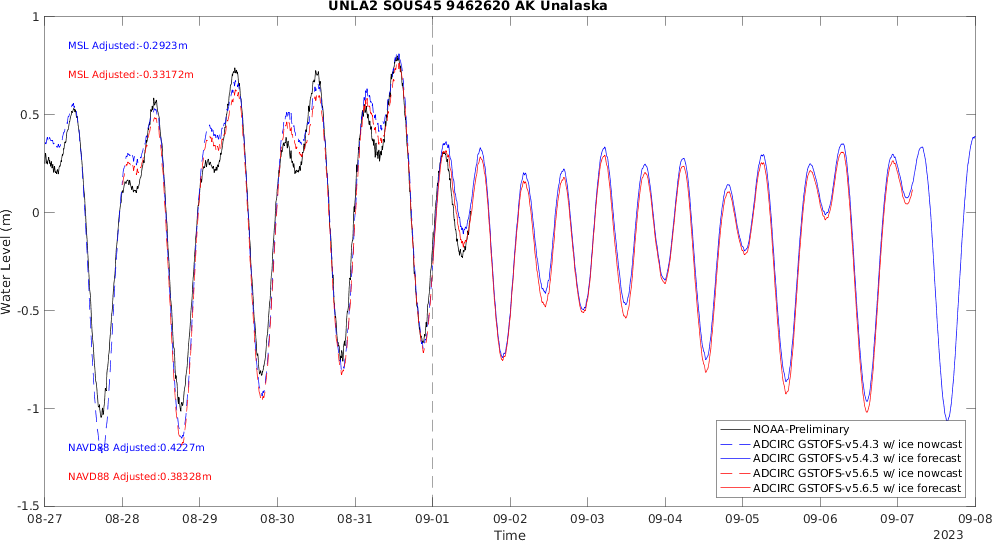 UNLA2 SOUS45 9462620 AK Unalaska
MSL Adjusted:-0.2923m
MSL Adjusted:-0.33172m
NAVD88 Adjusted:0.4227m
NAVD88 Adjusted:0.38328m
Water Level (m)
1
0.5
0
-0.5
-1
-1.5
NOAA-Preliminary
ADCIRC GSTOFS-v5.4.3 w/ ice nowcast
ADCIRC GSTOFS-v5.4.3 w/ ice forecast
ADCIRC GSTOFS-v5.6.5 w/ ice nowcast
ADCIRC GSTOFS-v5.6.5 w/ ice forecast
08-27 08-28 08-29 08-30 08-31 09-01 09-02 09-03 09-04 09-05 09-06 09-07 09-08
Time
2023